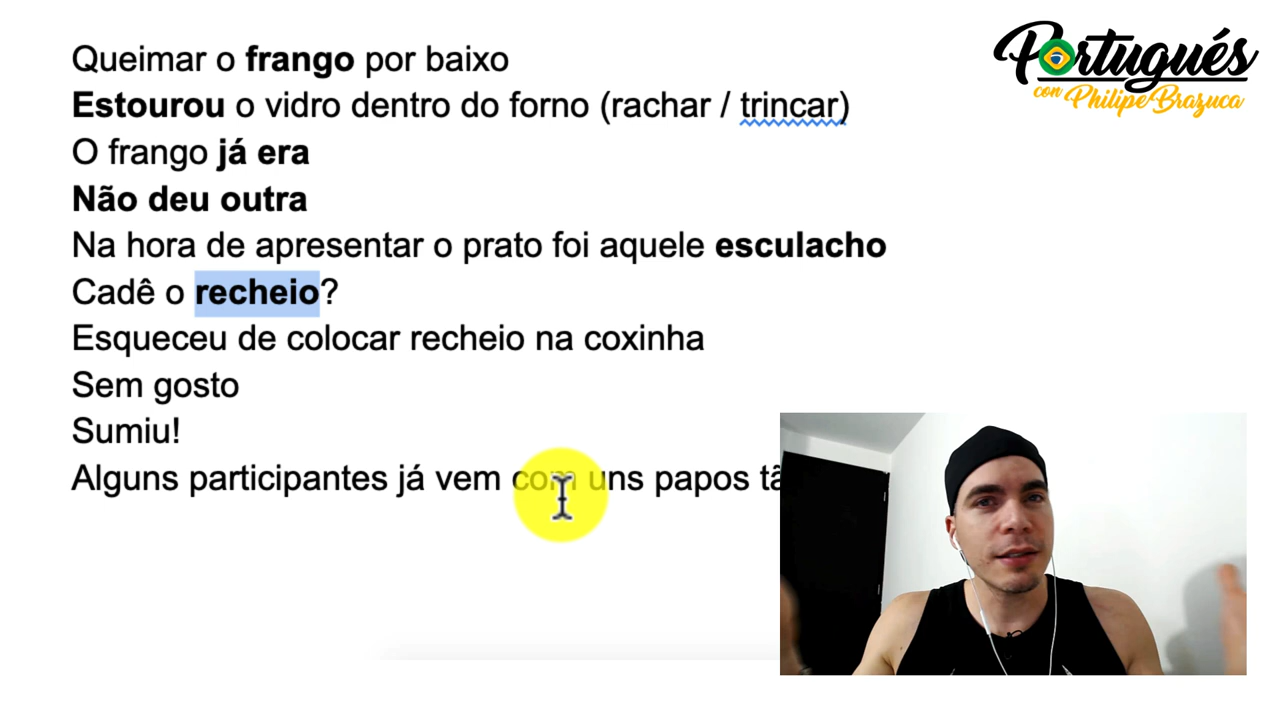 Queimar o frango por baixo
Estourou o vidro dentro do forno (rachar / trincar)
O frango já era
Não deu outra
Na hora de apresentar o prato foi aquele esculacho
Cadê o recheio?
Esqueceu de colocar recheio na coxinha
Sem gosto
Sumiu!
Alguns participantes já vem com uns papos
Portugués
con PhilipeBrazuca